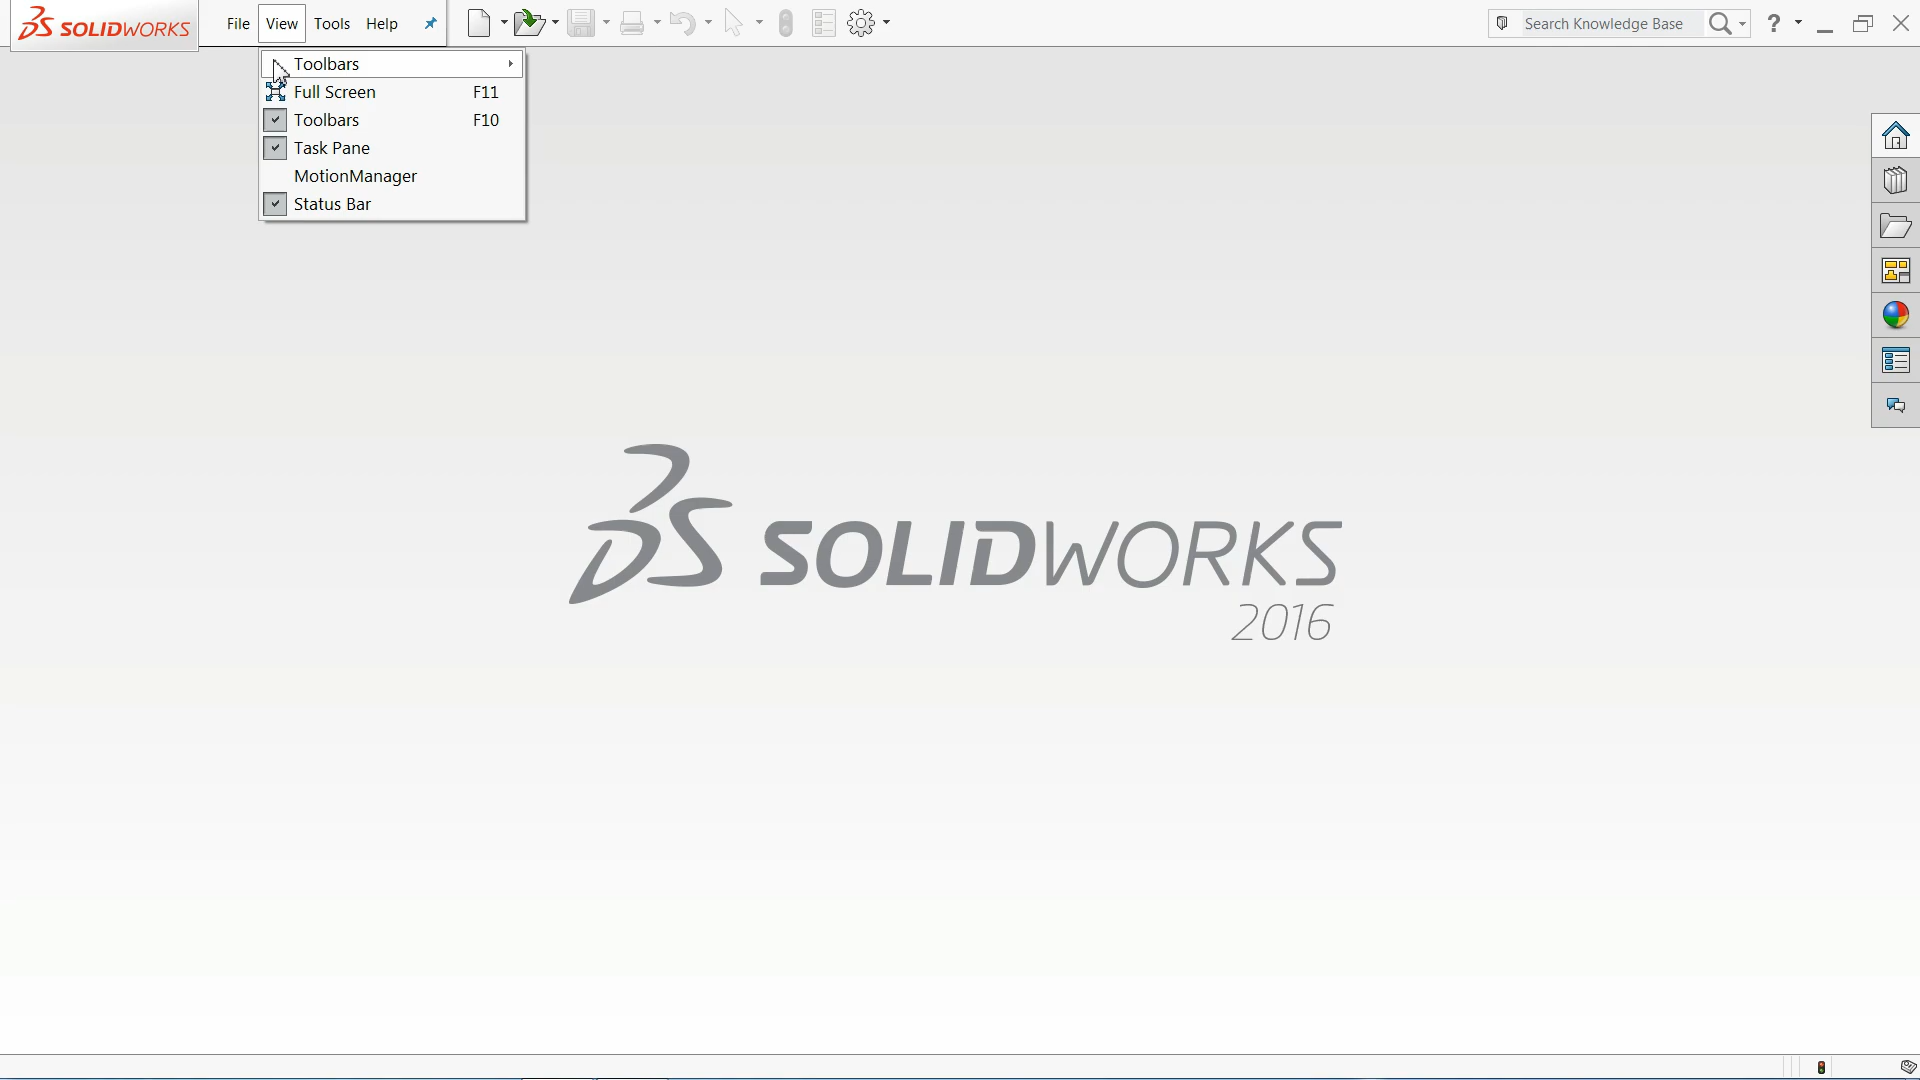 SOLIDWORKS File View Tools Help Search Knowledge Base ?
Toolbars
Full Screen F11
Toolbars F10
Task Pane
MotionManager
Status Bar
SOLIDWORKS
2016